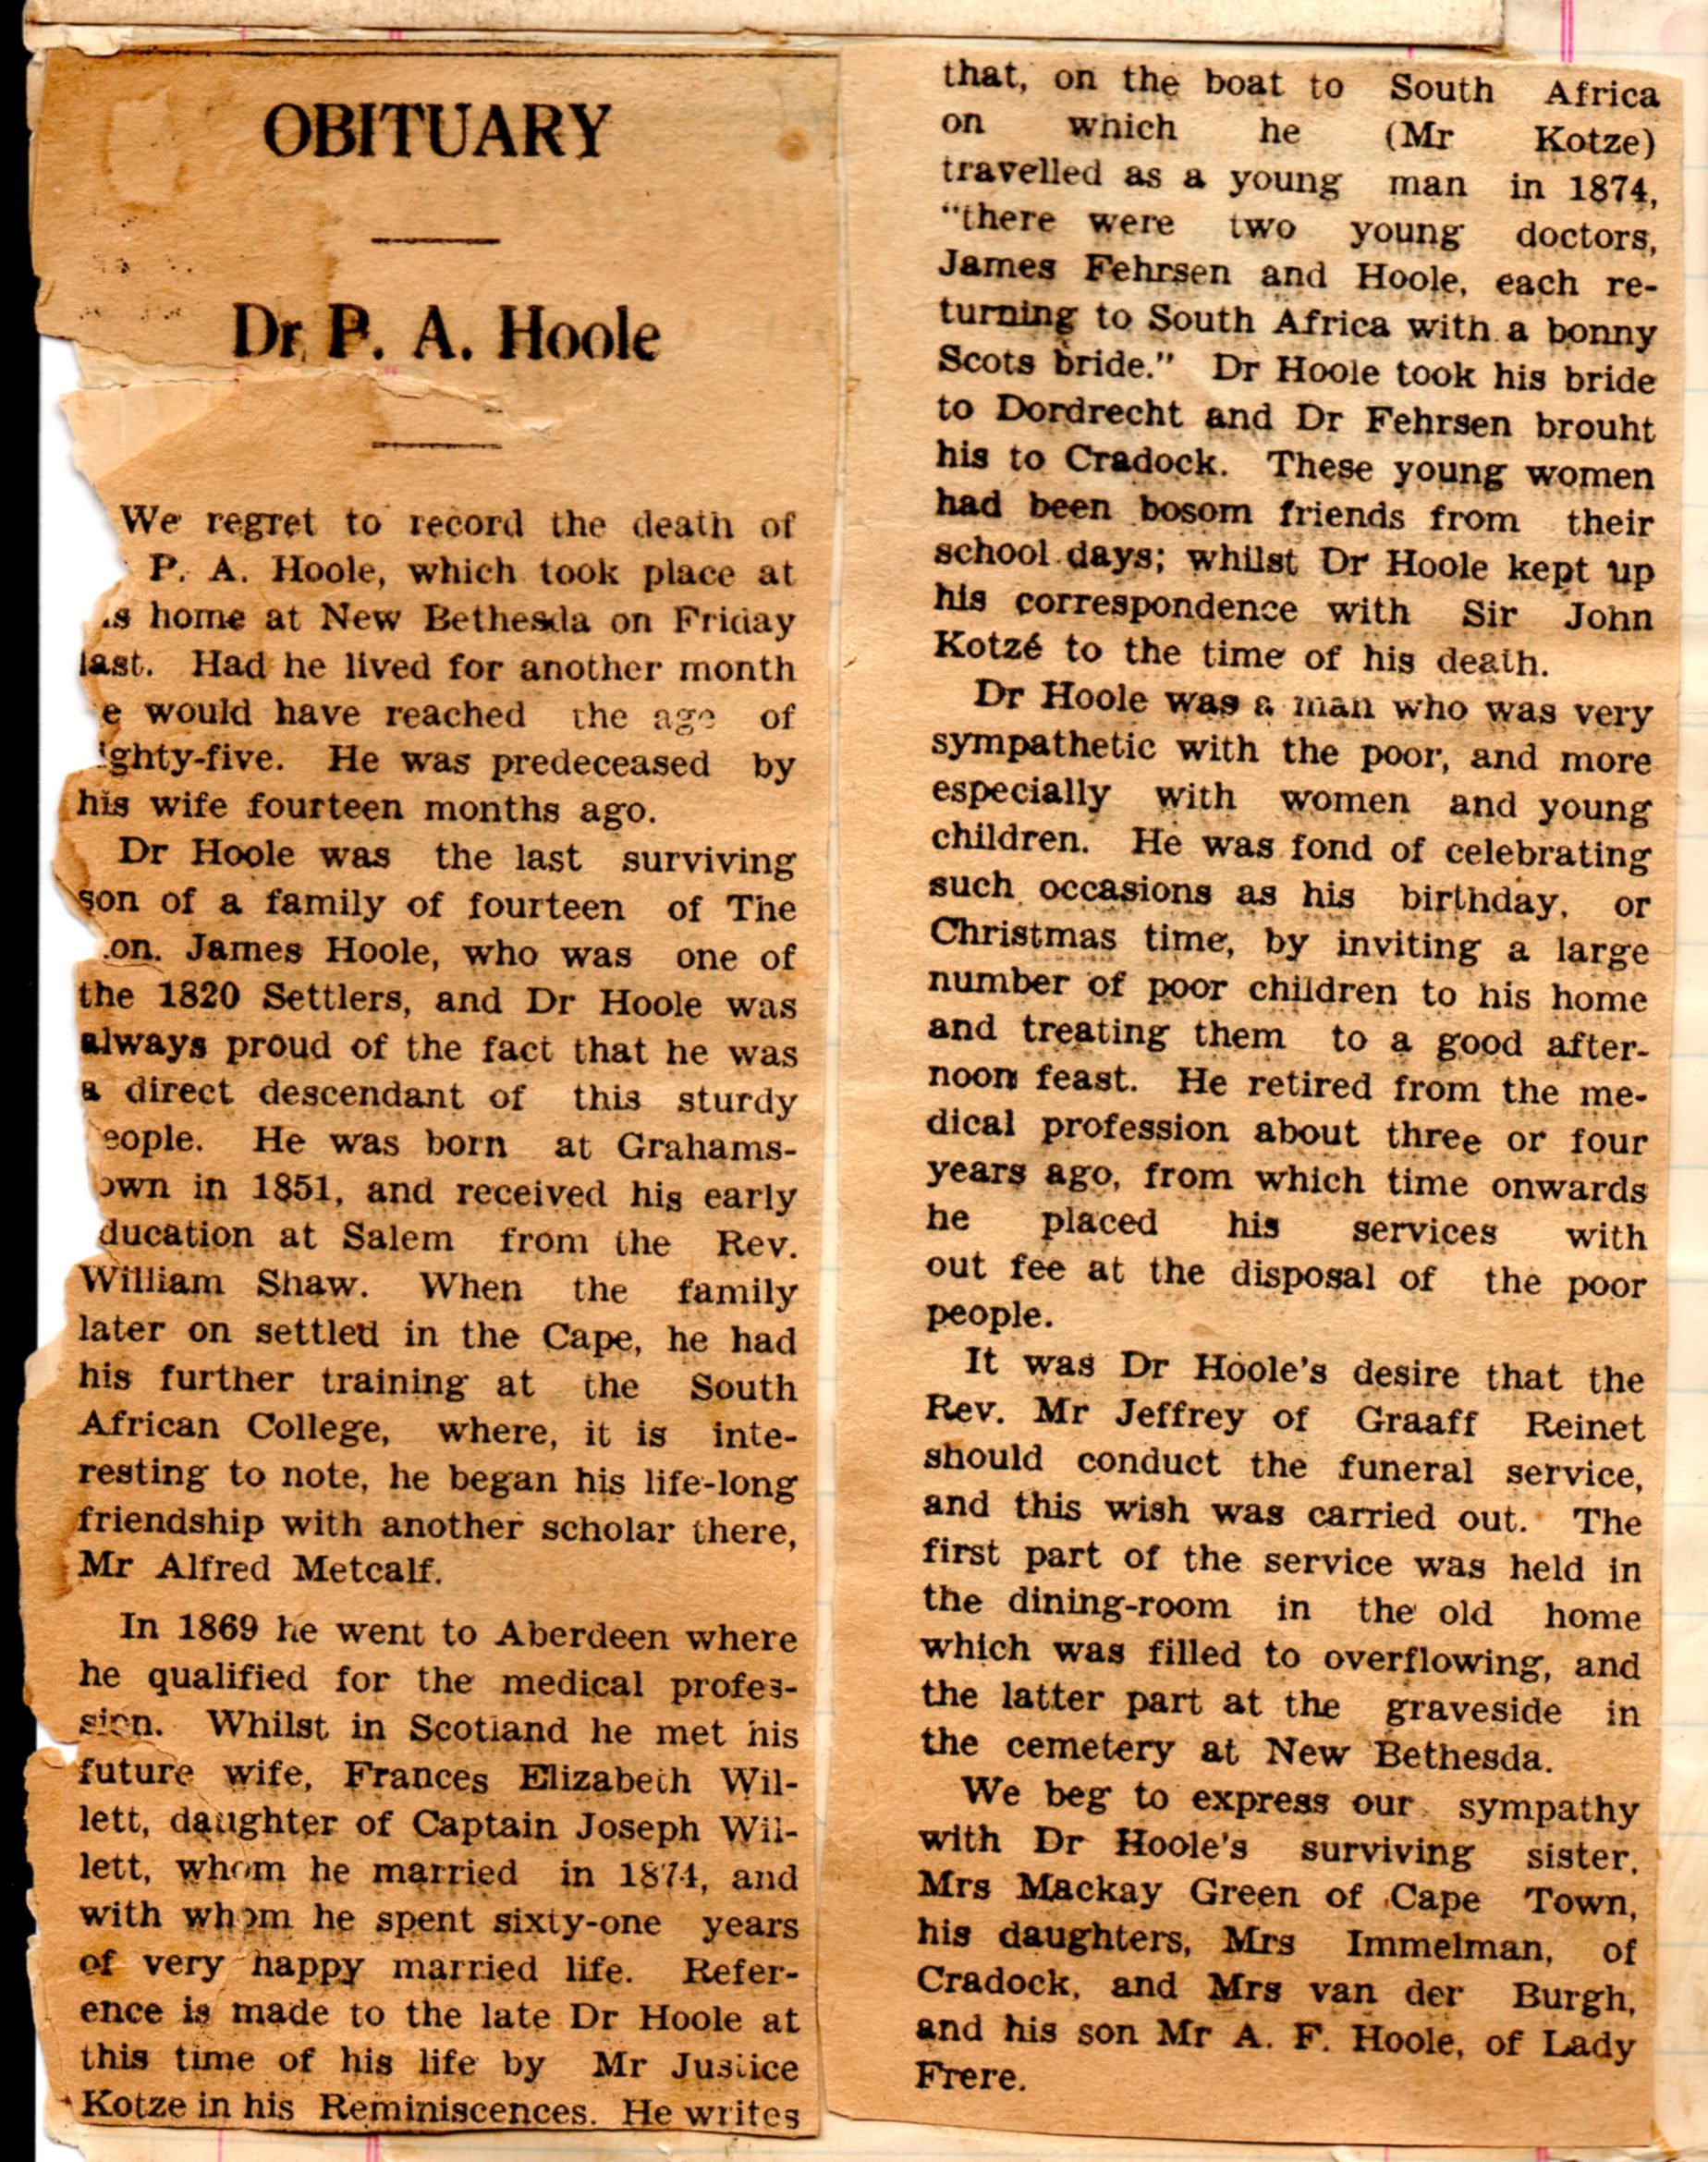 OBITUARY
Dr P. A. Hoole
We regret to record the death of
P. A. Hoole, which took place at
s home at New Bethesda on Friday
last. Had he lived for another month
e would have reached the age of
ighty-five. He was predeceased by
his wife fourteen months ago.
Dr Hoole was the last surviving
son of a family of fourteen of The
on. James Hoole, who was one of
the 1820 Settlers, and Dr Hoole was
always proud of the fact that he was
a direct descendant of this sturdy
eople. He was born at Grahams-
own in 1851, and received his early
ducation at Salem from the Rev.
William Shaw. When the family
later on settled in the Cape, he had
his further training at the South
African College, where, it is inte-
resting to note, he began his life-long
friendship with another scholar there,
Mr Alfred Metcalf.
In 1869 he went to Aberdeen where
he qualified for the medical profes-
sion. Whilst in Scotland he met his
future wife, Frances Elizabeth Wil-
lett, daughter of Captain Joseph Wil-
lett, whom he married in 1874, and
with whom he spent sixty-one years
of very happy married life. Refer-
ence is made to the late Dr Hoole at
this time of his life by Mr Justice
Kotze in his Reminiscences. He writes
that, on the boat to South Africa
on which he (Mr Kotze)
travelled as a young man in 1874,
"there were two young doctors,
James Fehrsen and Hoole, each re-
turning to South Africa with a bonny
Scots bride." Dr Hoole took his bride
to Dordrecht and Dr Fehrsen brouht
his to Cradock. These young women
had been bosom friends from their
school days; whilst Dr Hoole kept up
his correspondence with Sir John
Kotzé to the time of his death.
Dr Hoole was a man who was very
sympathetic with the poor, and more
especially with women and young
children. He was fond of celebrating
such occasions as his birthday, or
Christmas time, by inviting a large
number of poor children to his home
and treating them to a good after-
noon feast. He retired from the me-
dical profession about three or four
years ago, from which time onwards
he placed his services with
out fee at the disposal of the poor
people.
It was Dr Hoole's desire that the
Rev. Mr Jeffrey of Graaff Reinet
should conduct the funeral service,
and this wish was carried out. The
first part of the service was held in
the dining-room in the old home
which was filled to overflowing, and
the latter part at the graveside in
the cemetery at New Bethesda.
We beg to express our sympathy
with Dr Hoole's surviving sister,
Mrs Mackay Green of Cape Town,
his daughters, Mrs Immelman, of
Cradock, and Mrs van der Burgh,
and his son Mr A. F. Hoole, of Lady
Frere.